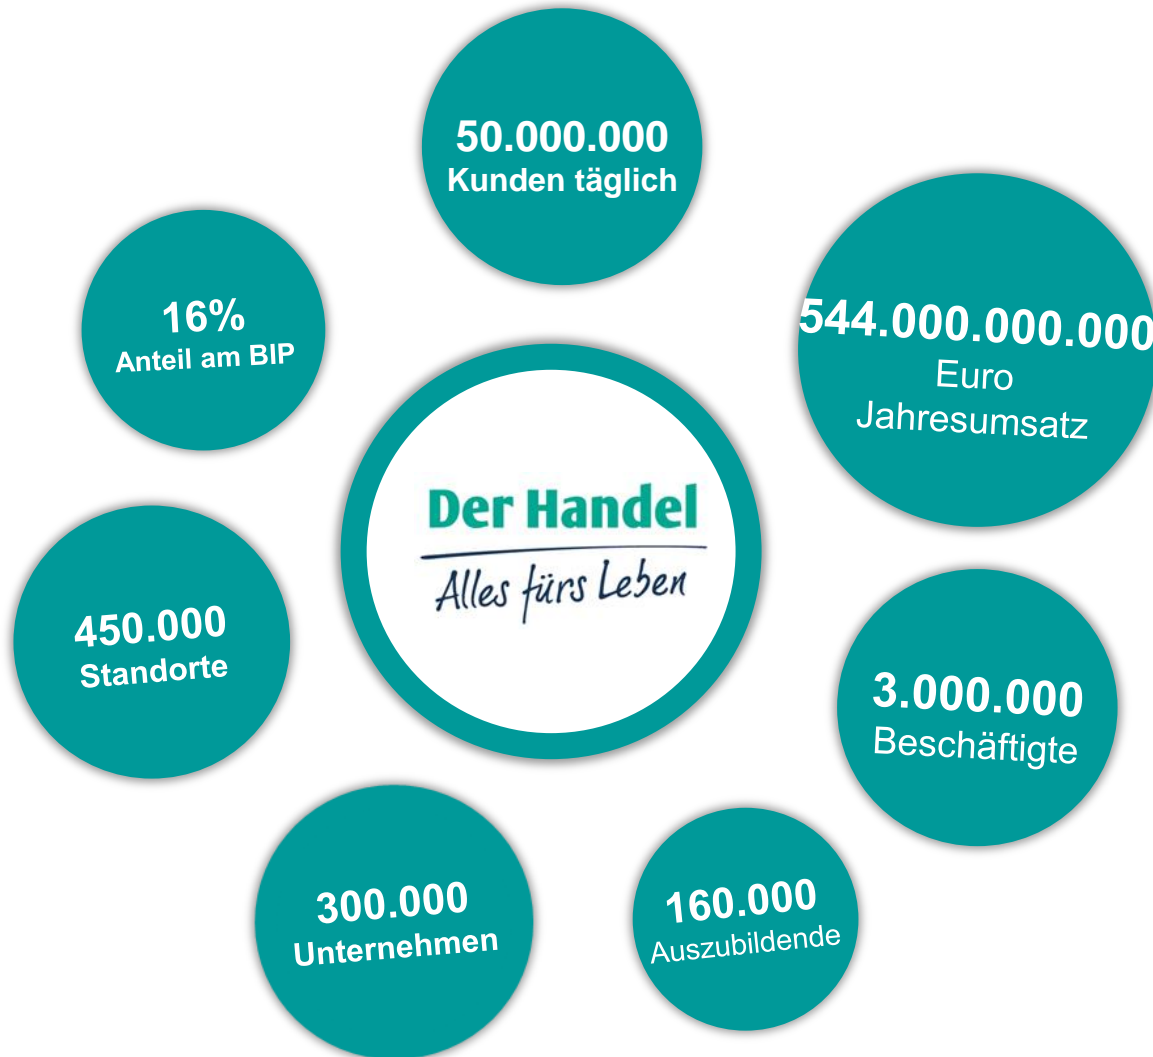 50.000.000
Kunden täglich
16%
Anteil am BIP
544.000.000.000
Euro
Jahresumsatz
Der Handel
Alles fürs Leben
450.000
Standorte
3.000.000
Beschäftigte
300.000
Unternehmen
160.000
Auszubildende